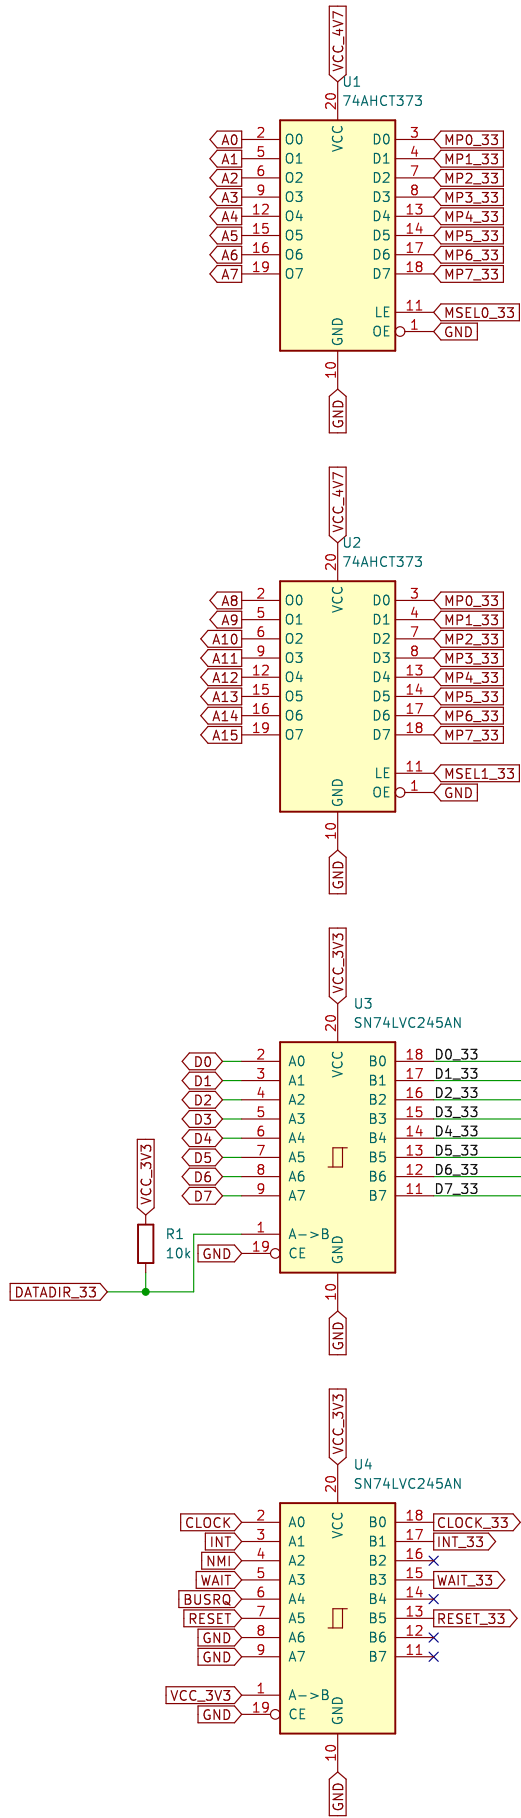 VCC_4V7
U1
74AHCT373
20
VCC
A0 2 O0 D0 3 MP0_33
A1 5 O1 D1 4 MP1_33
A2 6 O2 D2 7 MP2_33
A3 9 O3 D3 8 MP3_33
A4 12 O4 D4 13 MP4_33
A5 15 O5 D5 14 MP5_33
A6 16 O6 D6 17 MP6_33
A7 19 O7 D7 18 MP7_33
LE 11 MSEL0_33
GND OE 1 GND
10
GND
VCC_4V7
U2
74AHCT373
20
VCC
A8 2 O0 D0 3 MP0_33
A9 5 O1 D1 4 MP1_33
A10 6 O2 D2 7 MP2_33
A11 9 O3 D3 8 MP3_33
A12 12 O4 D4 13 MP4_33
A13 15 O5 D5 14 MP5_33
A14 16 O6 D6 17 MP6_33
A15 19 O7 D7 18 MP7_33
LE 11 MSEL1_33
GND OE 1 GND
10
GND
VCC_3V3
U3
SN74LVC245AN
20
VCC
D0 2 A0 B0 18 D0_33
D1 3 A1 B1 17 D1_33
D2 4 A2 B2 16 D2_33
D3 5 A3 B3 15 D3_33
D4 6 A4 B4 14 D4_33
D5 7 A5 B5 13 D5_33
D6 8 A6 B6 12 D6_33
D7 9 A7 B7 11 D7_33
VCC_3V3
R1 1 A->B
10k GND 19 CE GND
DATADIR_33
10
GND
VCC_3V3
U4
SN74LVC245AN
20
VCC
CLOCK 2 A0 B0 18 CLOCK_33
INT 3 A1 B1 17 INT_33
NMI 4 A2 B2 16
WAIT 5 A3 B3 15 WAIT_33
BUSRQ 6 A4 B4 14
RESET 7 A5 B5 13 RESET_33
GND 8 A6 B6 12
GND 9 A7 B7 11
VCC_3V3 1 A->B
GND 19 CE GND
10
GND